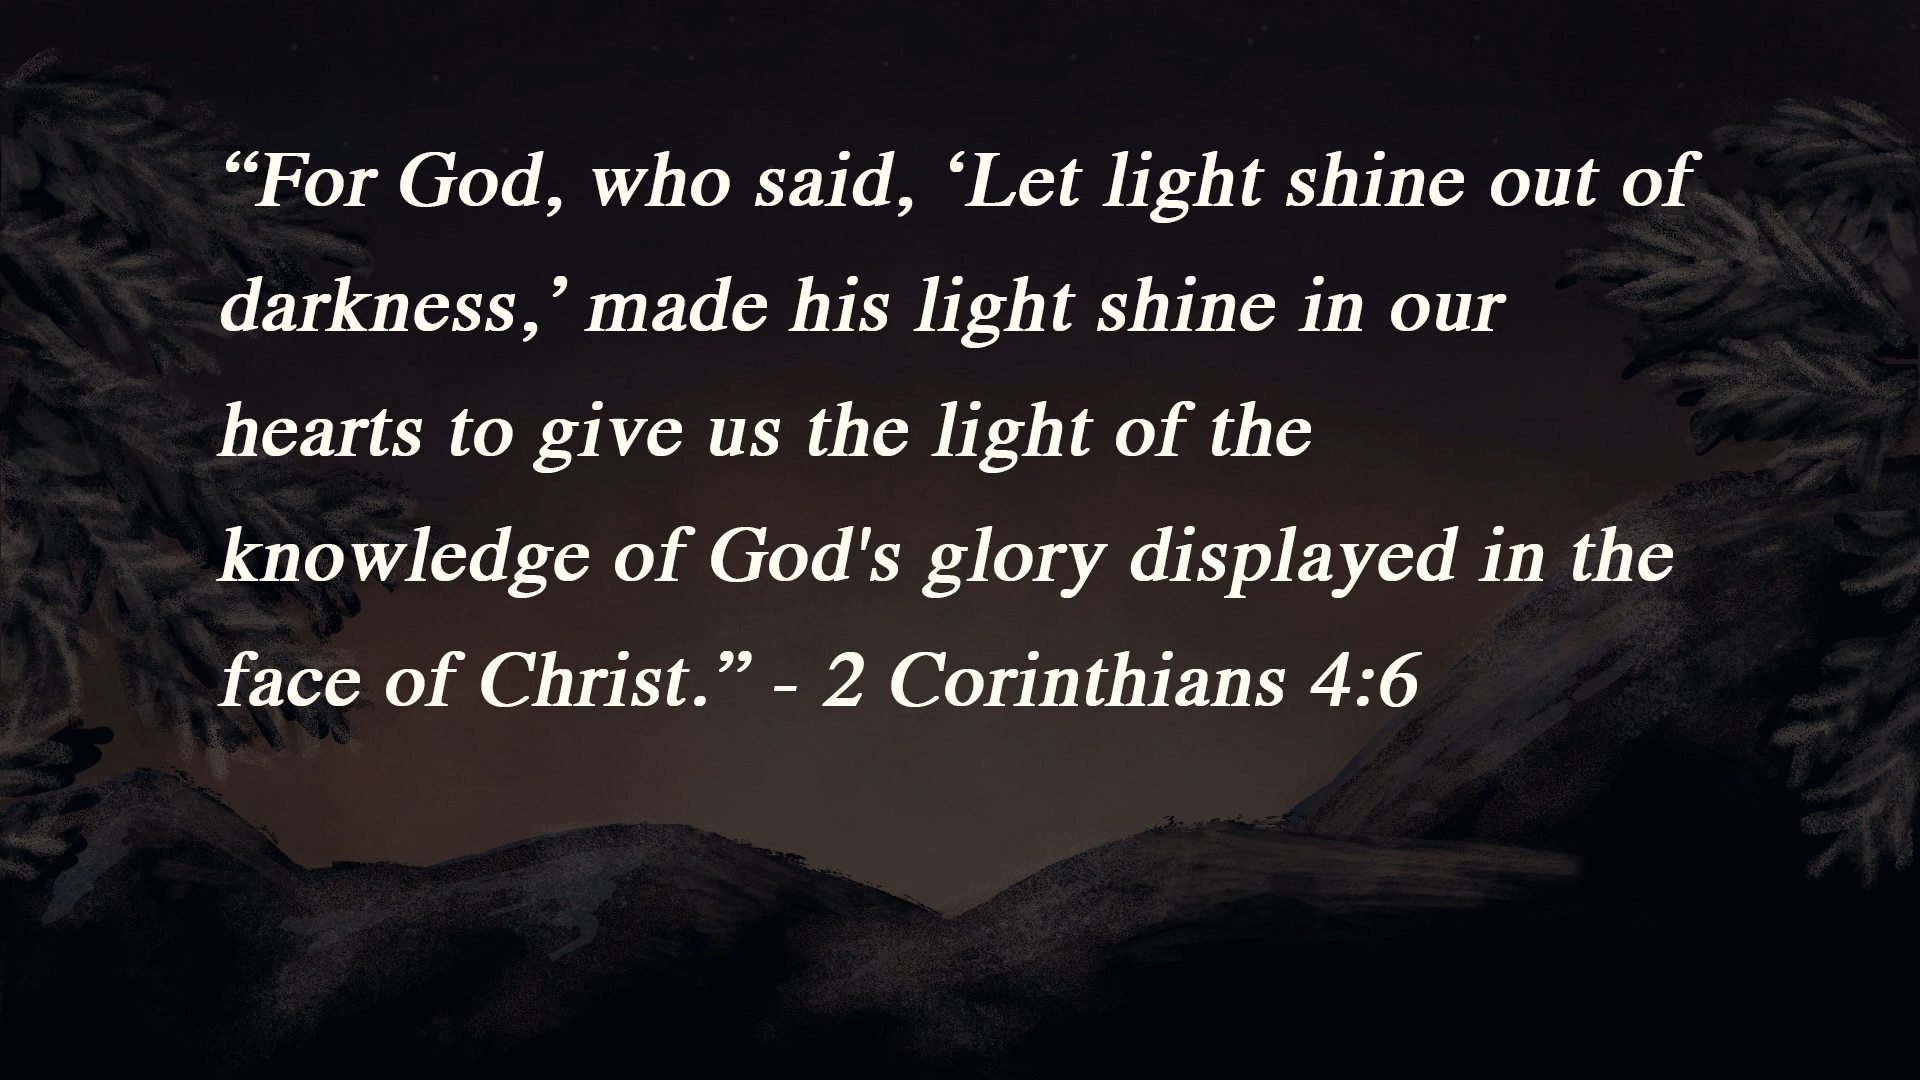 “For God, who said, ‘Let light shine out of
darkness,’ made his light shine in our
hearts to give us the light of the
knowledge of God's glory displayed in the
face of Christ.” - 2 Corinthians 4:6